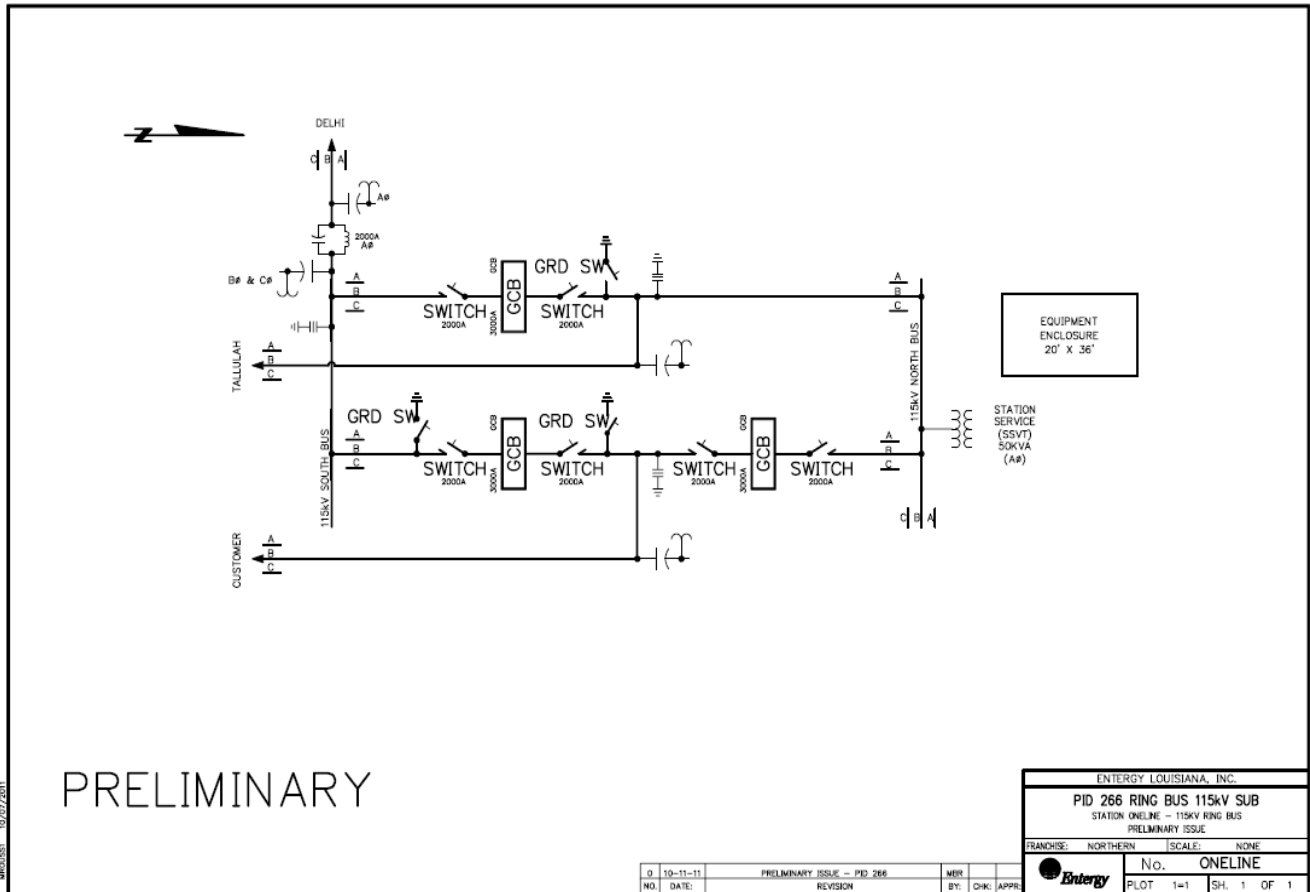 Z
DELHI
C B A
AØ
2000A
AØ
BØ & CØ
A
B
C
SWITCH
2000A
GCB
GCB
3000A
GRD SW
SWITCH
2000A
A
B
C
115kV NORTH BUS
EQUIPMENT
ENCLOSURE
20' X 36'
TALLULAH
A
B
C
115kV SOUTH BUS
GRD SW
A
B
C
SWITCH
2000A
GCB
GCB
3000A
GRD SW
SWITCH
2000A
SWITCH
2000A
GCB
GCB
3000A
SWITCH
2000A
A
B
C
STATION
SERVICE
(SSVT)
50KVA
(AØ)
C B A
CUSTOMER
A
B
C
PRELIMINARY
10/07/2011
ENTERGY LOUISIANA, INC.
PID 266 RING BUS 115kV SUB
STATION ONELINE – 115KV RING BUS
PRELIMINARY ISSUE
FRANCHISE: NORTHERN SCALE: NONE
Entergy
No. ONELINE
PLOT 1=1 SH. 1 OF 1
0 10-11-11 PRELIMINARY ISSUE – PID 266 MBR
NO. DATE: REVISION BY: CHK: APPR: